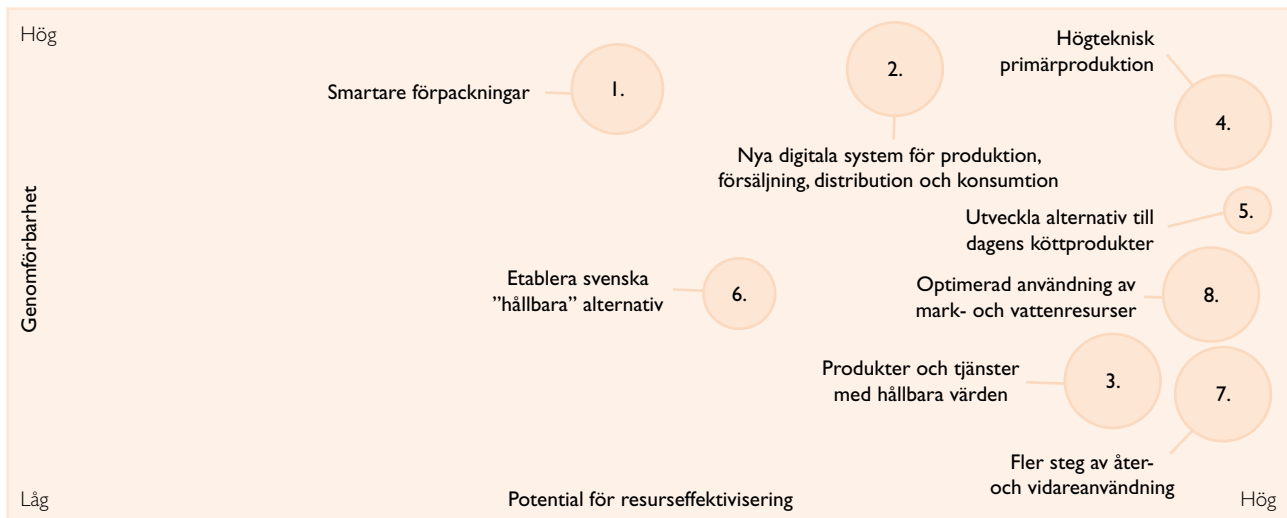 Hög
Smartare förpackningar
1.
2.
Nya digitala system för produktion,
försäljning, distribution och konsumtion
Högteknisk
primärproduktion
4.
Utveckla alternativ till
dagens köttprodukter
5.
Genomförbarhet
Etablera svenska
”hållbara” alternativ
6.
Optimerad användning av
mark- och vattenresurser
8.
Produkter och tjänster
med hållbara värden
3.
7.
Fler steg av åter-
och vidareanvändning
Låg
Potential för resurseffektivisering
Hög